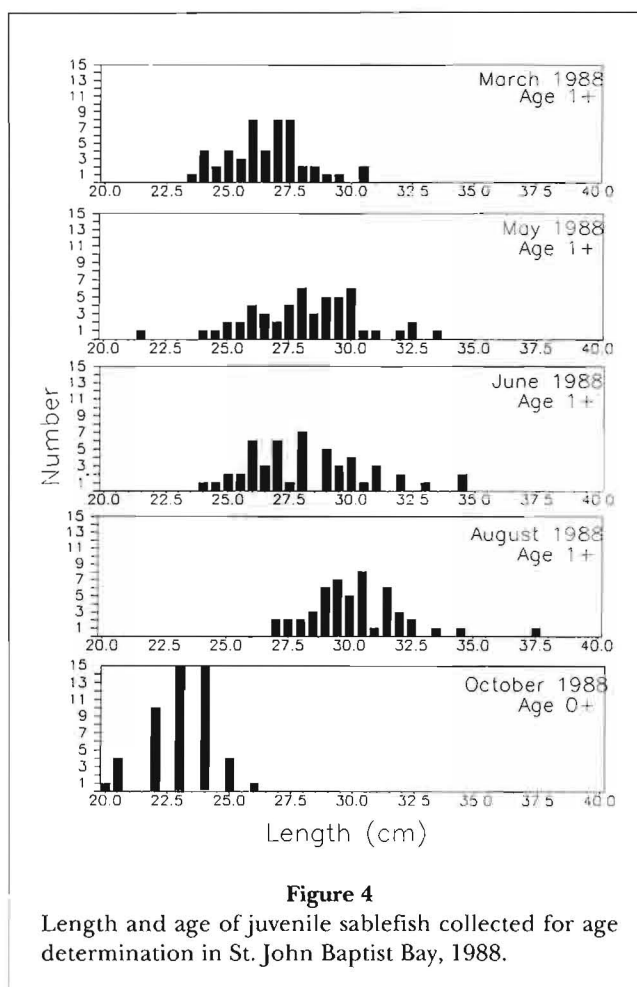 March 1988
Age 1+
15
13
11
9
7
5
3
1
20.0 22.5 25.0 27.5 30.0 32.5 35 0 37.5 40.0
May 1988
Age 1+
15
13
11
9
7
5
3
1
20.0 22.5 25.0 27.5 30.0 32.5 35.0 37.5 40.0
June 1988
Age 1+
15
13
11
9
7
5
3
1
20.0 22.5 25.0 27.5 30.0 32.5 35.0 37.5 40 0
August 1988
Age 1+
15
13
11
9
7
5
3
1
20.0 22.5 25.0 27.5 30.0 32.5 35 0 37.5 40.0
October 1988
Age 0+
15
13
11
9
7
5
3
1
20.0 22.5 25.0 27.5 30.0 32.5 35 0 37 5 40 0
Number
Length (cm)
Figure 4
Length and age of juvenile sablefish collected for age
determination in St. John Baptist Bay, 1988.